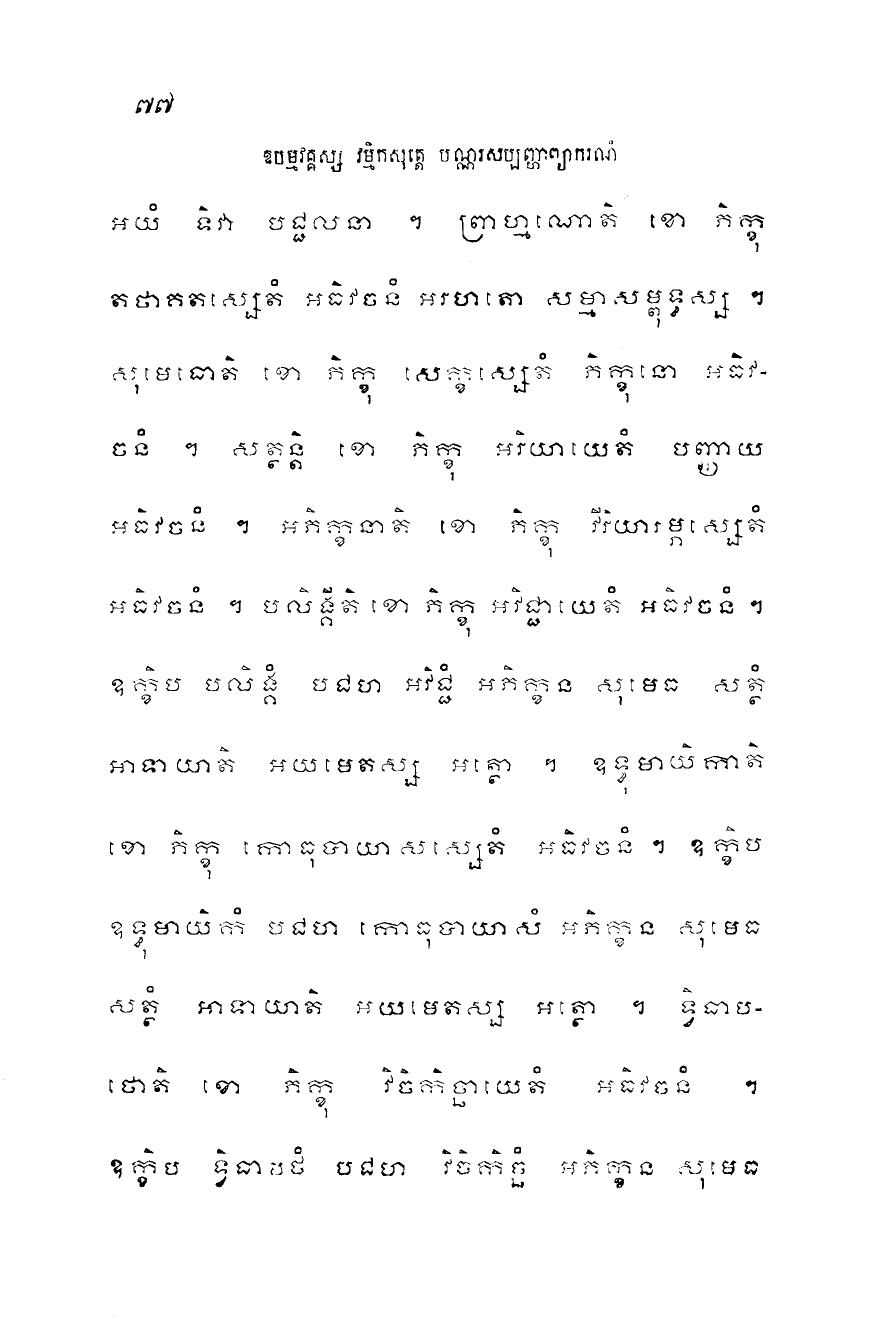 ៧៧
ឱបម្មវគ្គស្ស វម្មិកសុត្តេ បណ្ណរសប្បញ្ហាព្យាករណំ
អយំ ទិវា បជ្ជលនា ។ ព្រាហ្មណោតិ ខោ ភិក្ខុ
តថាគតស្សេតំ អធិវចនំ អរហតោ សម្មាសម្ពុទ្ធស្ស ។
សុមេធោតិ ខោ ភិក្ខុ សេក្ខស្សេតំ ភិក្ខុនោ អធិវ-
ចនំ ។ សត្ថន្តិ ខោ ភិក្ខុ អរិយាយេតំ បញ្ញាយ
អធិវចនំ ។ អភិក្ខនាតិ ខោ ភិក្ខុ វីរិយារម្ភស្សេតំ
អធិវចនំ ។ បលិង្គីតិ ខោ ភិក្ខុ អវិជ្ជាយេតំ អធិវចនំ ។
ឧក្ខិប បលិង្គំ បជហ អវិជ្ជំ អភិក្ខន សុមេធ សត្ថំ
អាទាយាតិ អយមេតស្ស អត្ថោ ។ ឧទ្ធុមាយិកាតិ
ខោ ភិក្ខុ កោធុបាយាសស្សេតំ អធិវចនំ ។ ឧក្ខិប
ឧទ្ធុមាយិកំ បជហ កោធុបាយាសំ អភិក្ខន សុមេធ
សត្ថំ អាទាយាតិ អយមេតស្ស អត្ថោ ។ ទ្វិធាប-
ថោតិ ខោ ភិក្ខុ វិចិកិច្ឆាយេតំ អធិវចនំ ។
ឧក្ខិប ទ្វិធាបថំ បជហ វិចិកិច្ឆំ អភិក្ខន សុមេធ